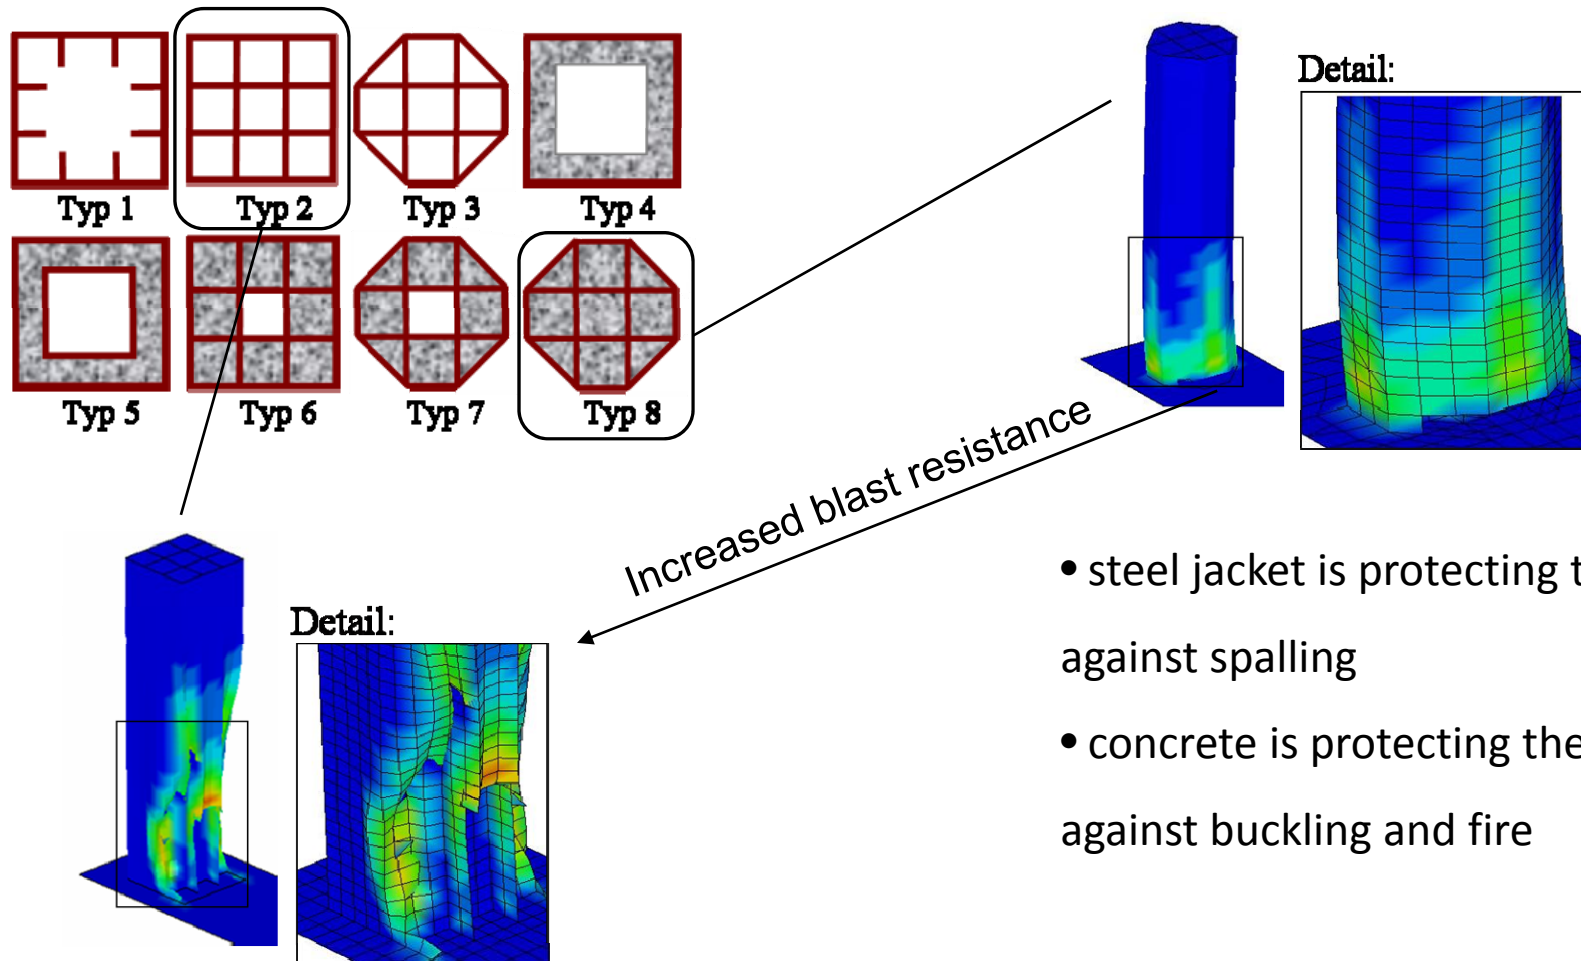 Typ 1
Typ 2
Typ 3
Typ 4
Typ 5
Typ 6
Typ 7
Typ 8
Detail:
Increased blast resistance
Detail:
• steel jacket is protecting
against spalling
• concrete is protecting the
against buckling and fire